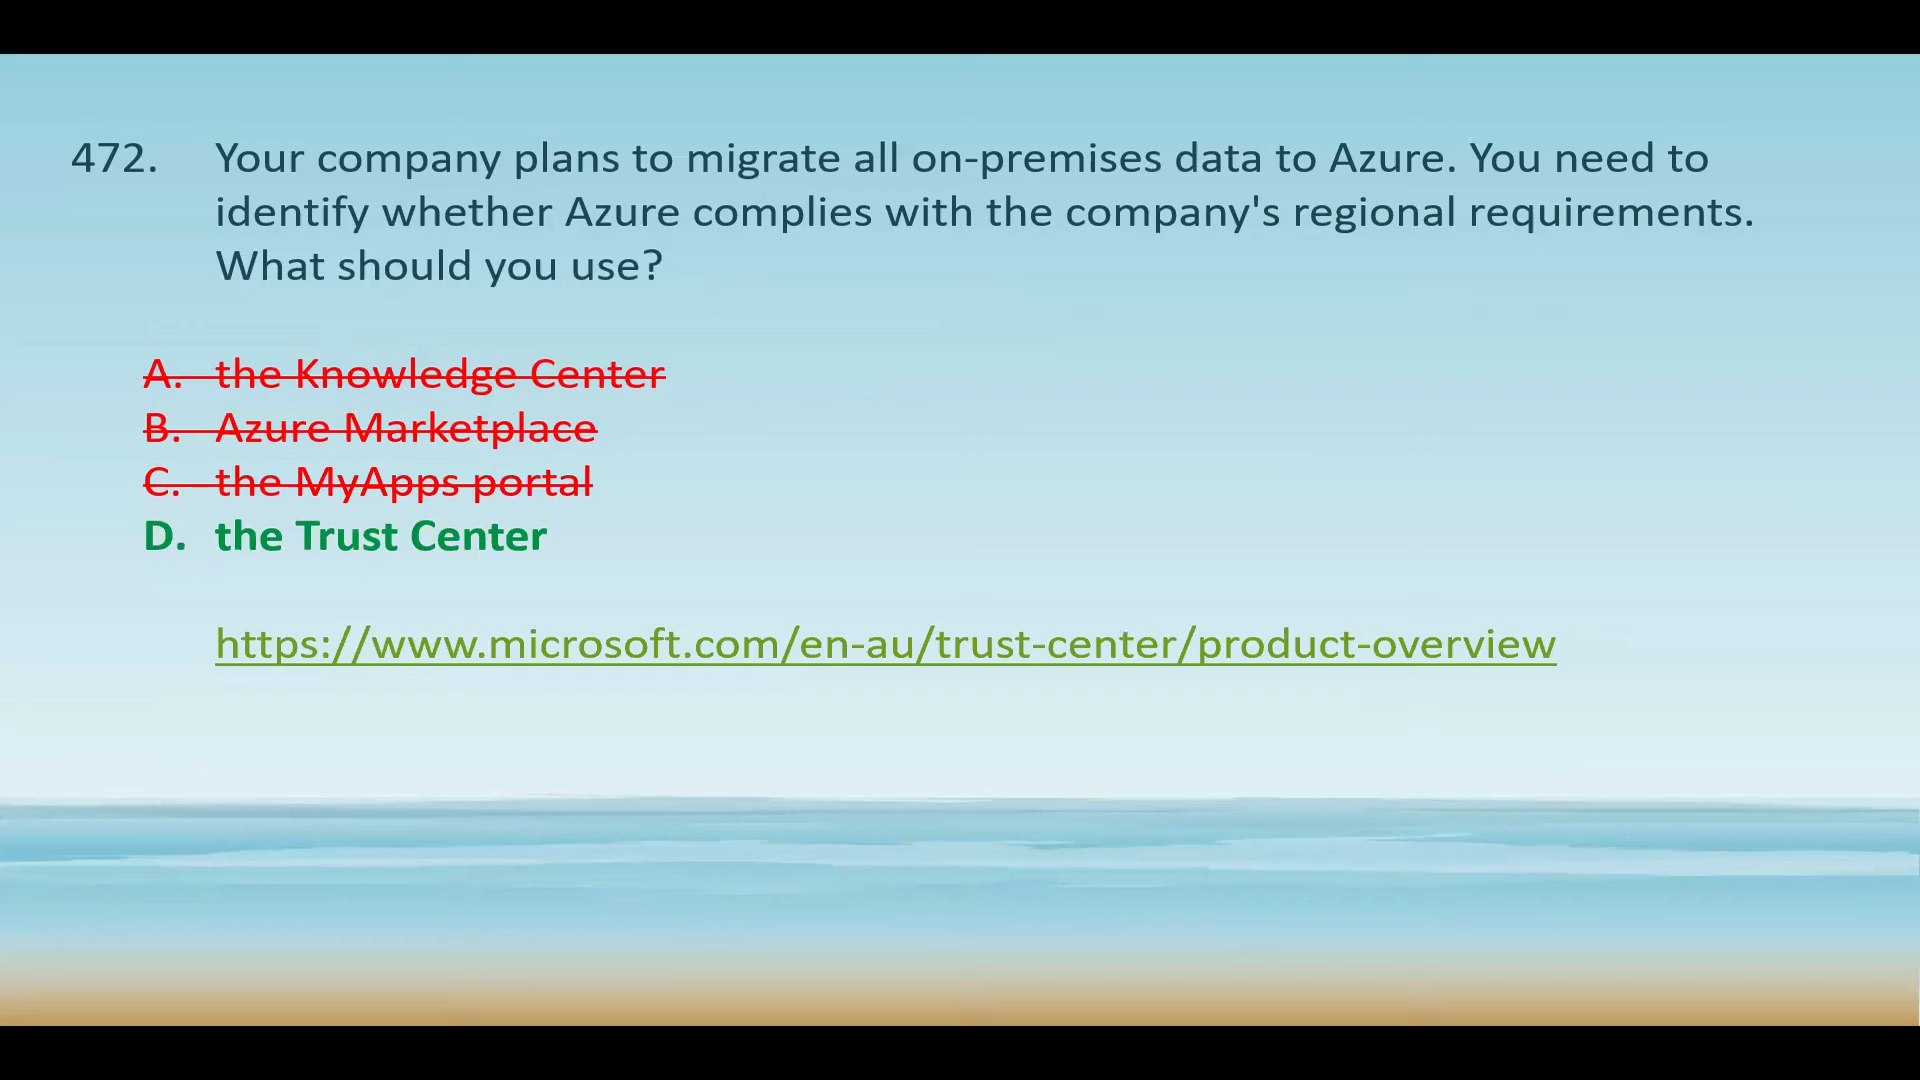 472. Your company plans to migrate all on-premises data to Azure. You need to
identify whether Azure complies with the company's regional requirements.
What should you use?
A. the Knowledge Center
B. Azure Marketplace
C. the MyApps portal
D. the Trust Center
https://www.microsoft.com/en-au/trust-center/product-overview